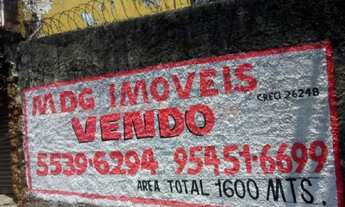 MDG IMOVEIS
CRECI 26248
VENDO
5539-6294 95451-6699
AREA TOTAL 1600 MTS.